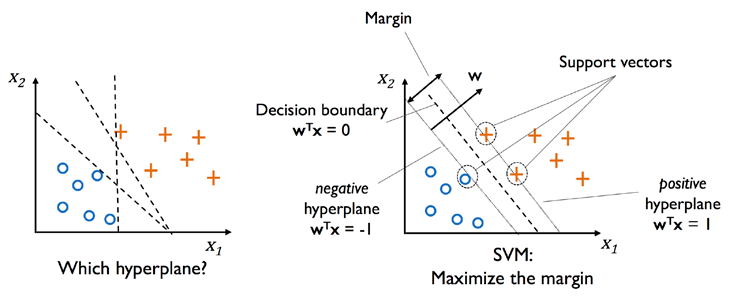 X2
X1
Which hyperplane?
Margin
X2
w
Support vectors
Decision boundary
wTx = 0
negative
hyperplane
wTx = -1
positive
hyperplane
wTx = 1
X1
SVM:
Maximize the margin